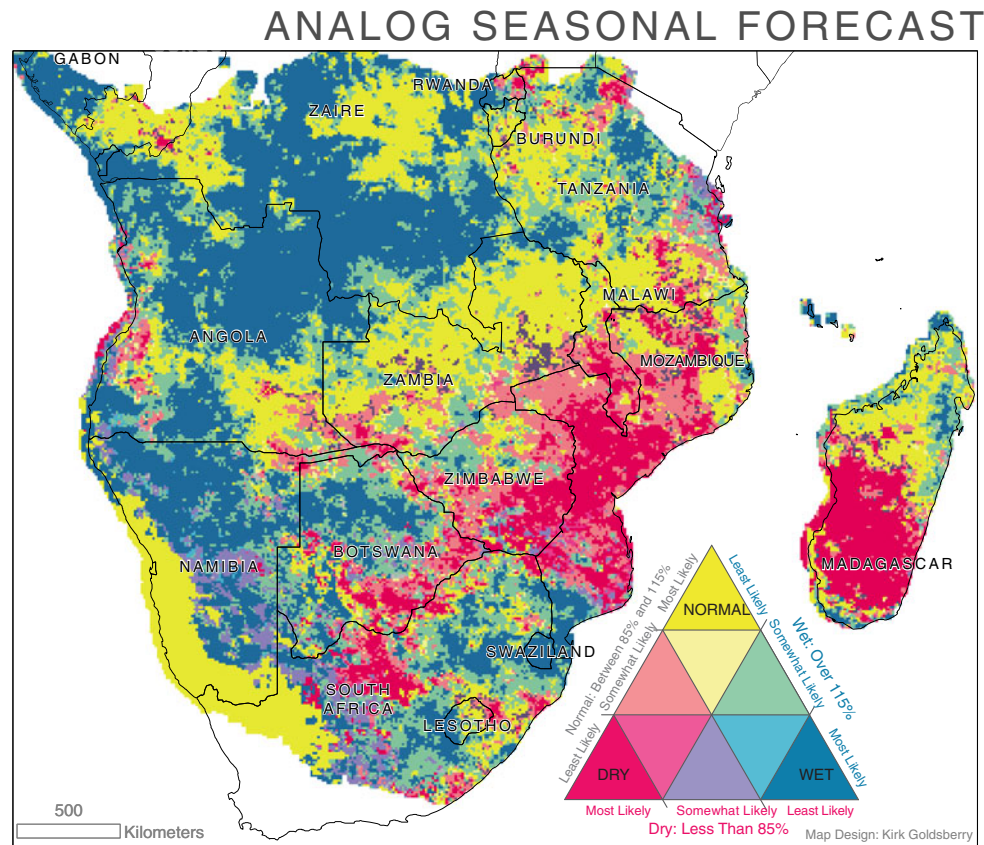 ANALOG SEASONAL FORECAST
GABON
RWANDA
ZAIRE
BURUNDI
TANZANIA
MALAWI
ANGOLA
MOZAMBIQUE
ZAMBIA
ZIMBABWE
BOTSWANA
NAMIBIA
MADAGASCAR
SWAZILAND
SOUTH
AFRICA
LESOTHO
Normal: Between 85% and 115%
Least Likely
Somewhat Likely
Most Likely
Wet: Over 115%
Least Likely
Somewhat Likely
Most Likely
NORMAL
DRY
WET
Most Likely
Somewhat Likely
Least Likely
Dry: Less Than 85%
500
Kilometers
Map Design: Kirk Goldsberry